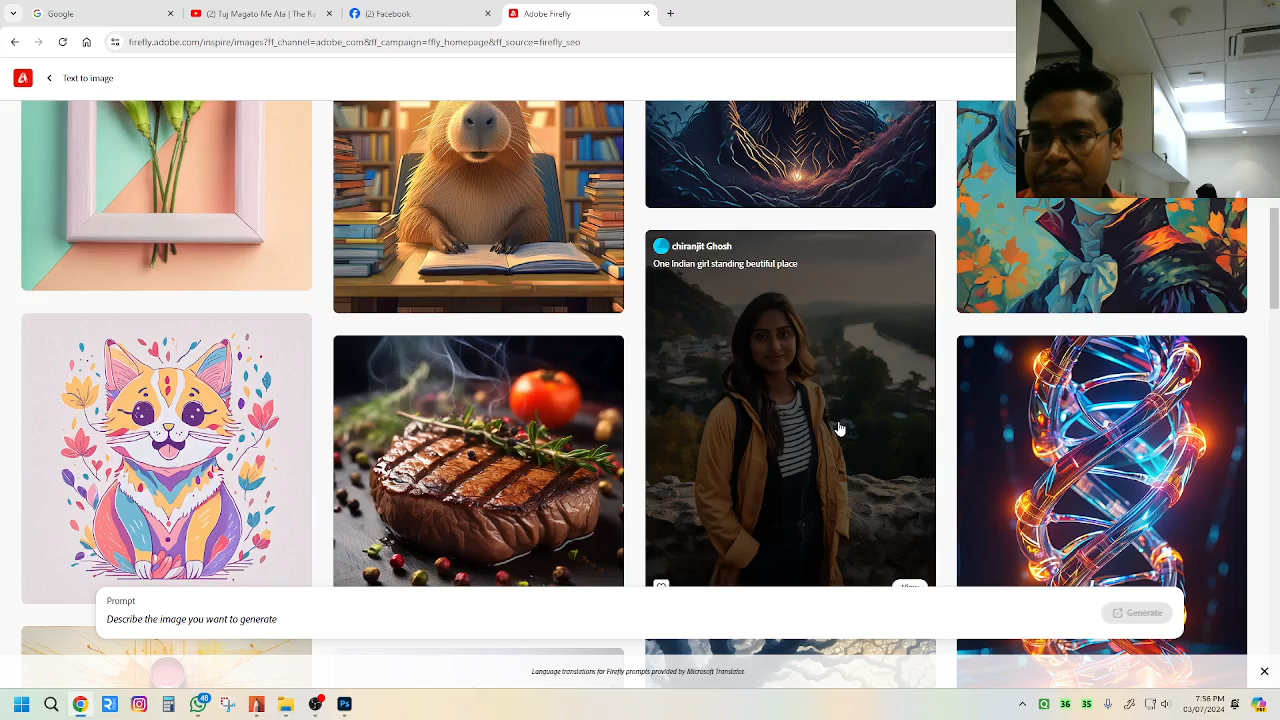 Google
(2) Tuj Magato Me Ata | The R
(2) Facebook
Adobe Firefly
firefly.adobe.com/inspire/images?ff_channel=adobe_com&ff_campaign=ffly_homepage&ff_source=firefly_seo
Text to image
chiranjit Ghosh
One Indian girl standing beutiful place
Prompt
Describe the image you want to generate
Generate
Language translations for Firefly prompts provided by Microsoft Translator.
48
36
35
7:56 PM
03/07/2024